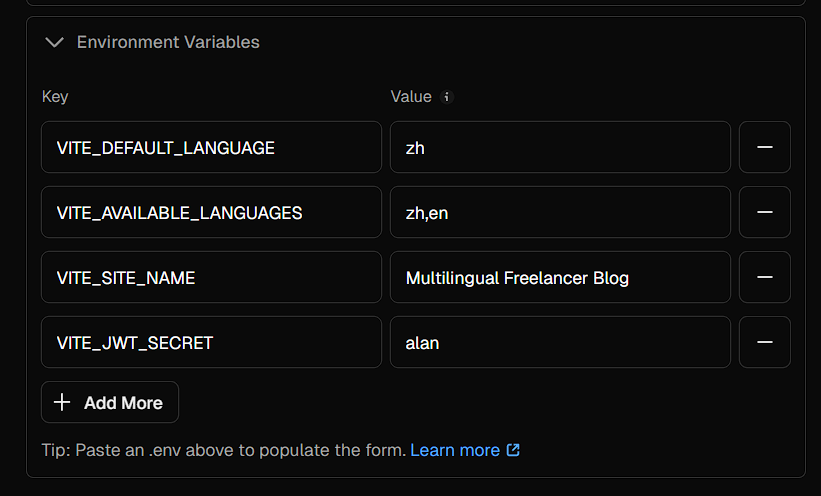 Environment Variables
Key Value i
VITE_DEFAULT_LANGUAGE zh
VITE_AVAILABLE_LANGUAGES zh,en
VITE_SITE_NAME Multilingual Freelancer Blog
VITE_JWT_SECRET alan
Add More
Tip: Paste an .env above to populate the form. Learn more